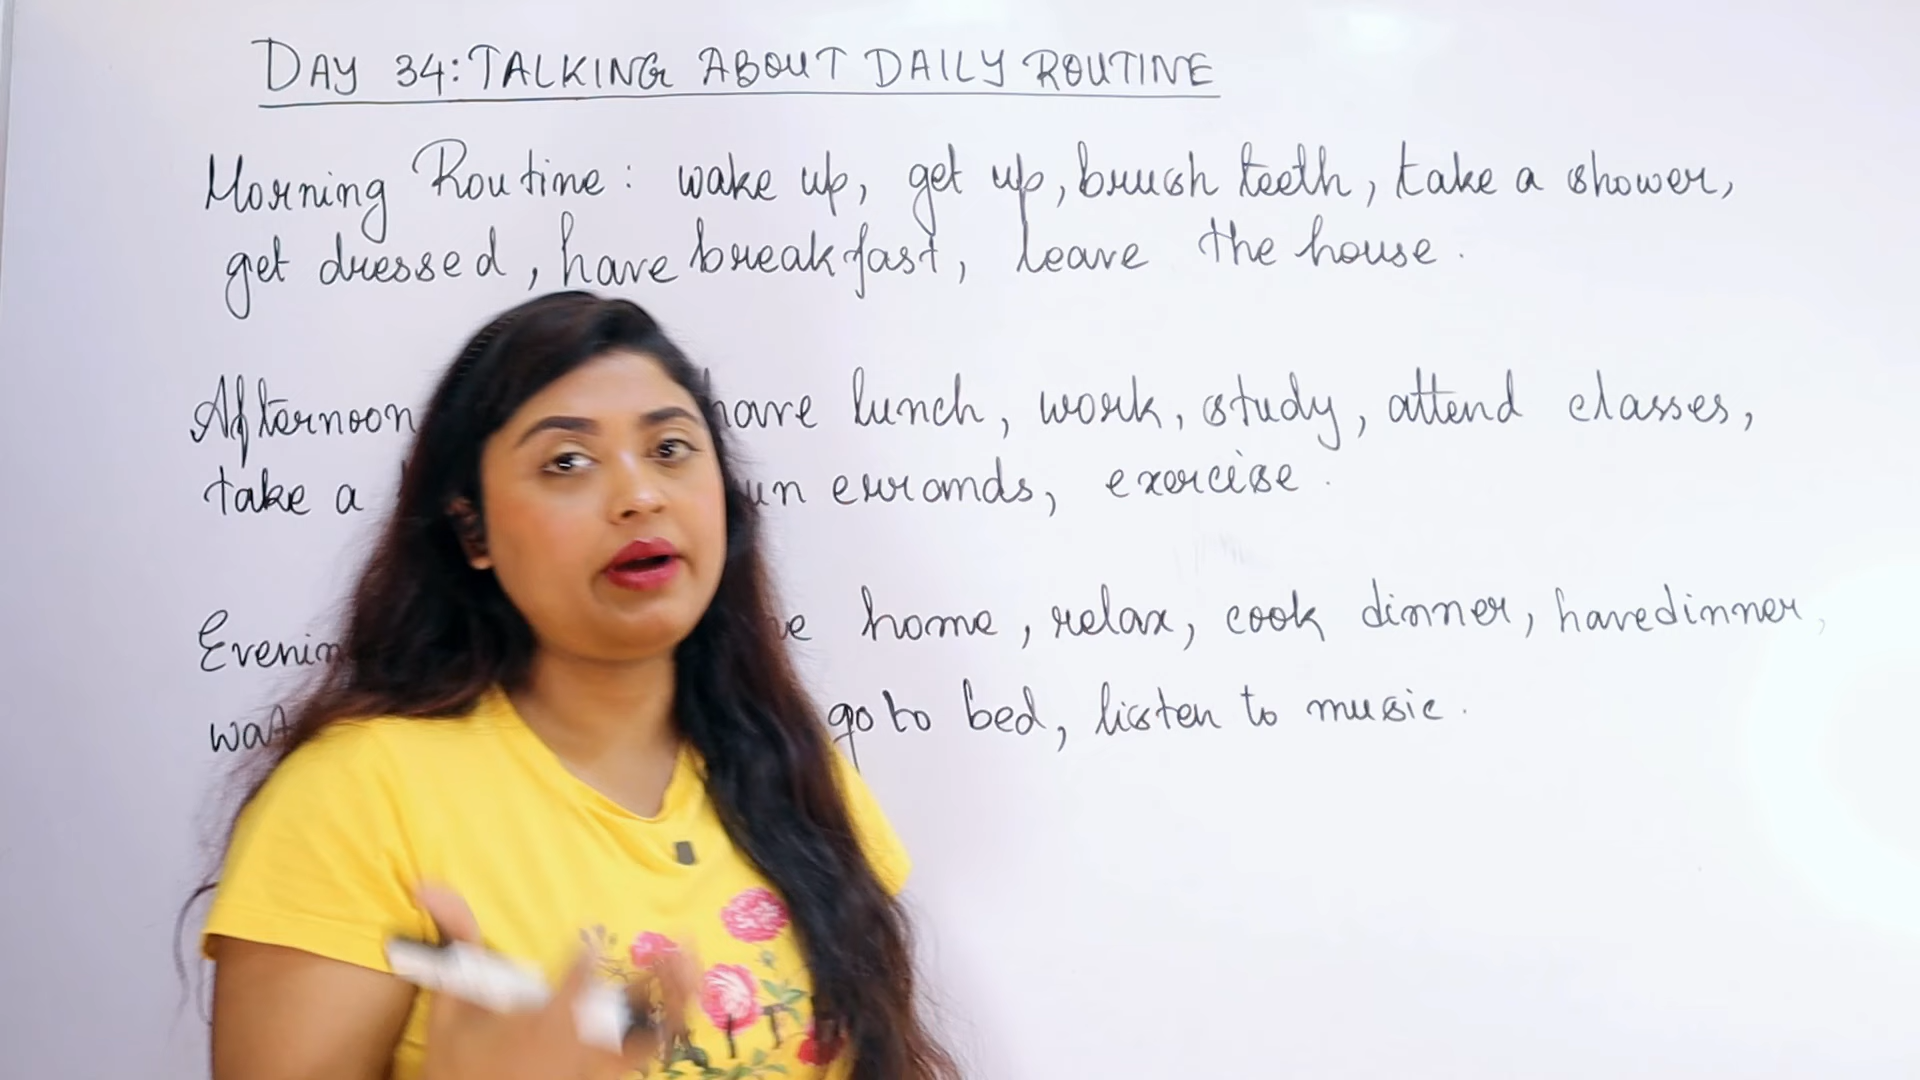 DAY 34: TALKING ABOUT DAILY ROUTINE
Morning Routine: wake up, get up, brush teeth, take a shower,
get dressed, have breakfast, leave the house.
Afternoon have lunch, work, study, attend classes,
take a errands, exercise.
home, relax, cook dinner, have dinner,
go to bed, listen to music.